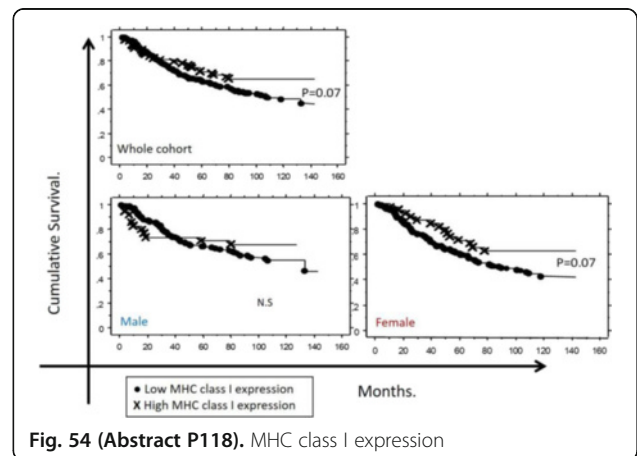 1
.8
.6
.4
.2
0
P=0.07
Whole cohort
0 20 40 60 80 100 120 140 160
Cumulative Survival.
1
.8
.6
.4
.2
0
N.S
Male
0 20 40 60 80 100 120 140 160
1
.8
.6
.4
.2
0
P=0.07
Female
0 20 40 60 80 100 120 140 160
● Low MHC class I expression
X High MHC class I expression
Months.
Fig. 54 (Abstract P118). MHC class I expression